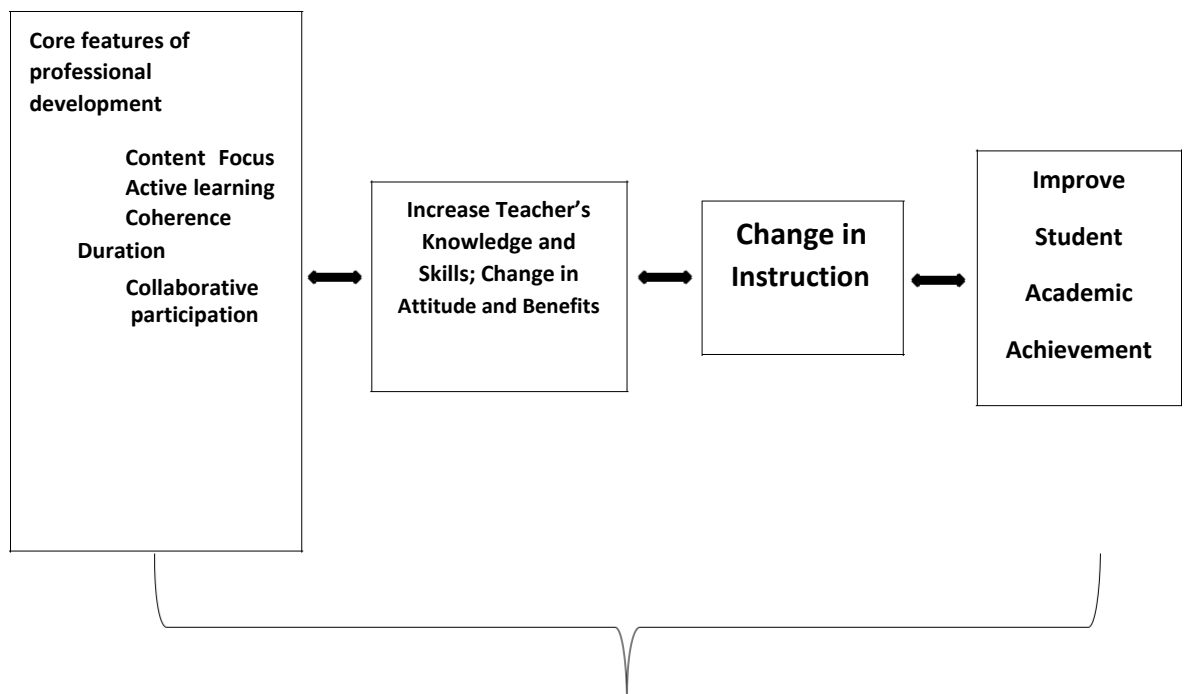 Core features of
professional
development
Content Focus
Active learning
Coherence
Duration
Collaborative
participation
Increase Teacher’s
Knowledge and
Skills; Change in
Attitude and Benefits
Change in
Instruction
Improve
Student
Academic
Achievement